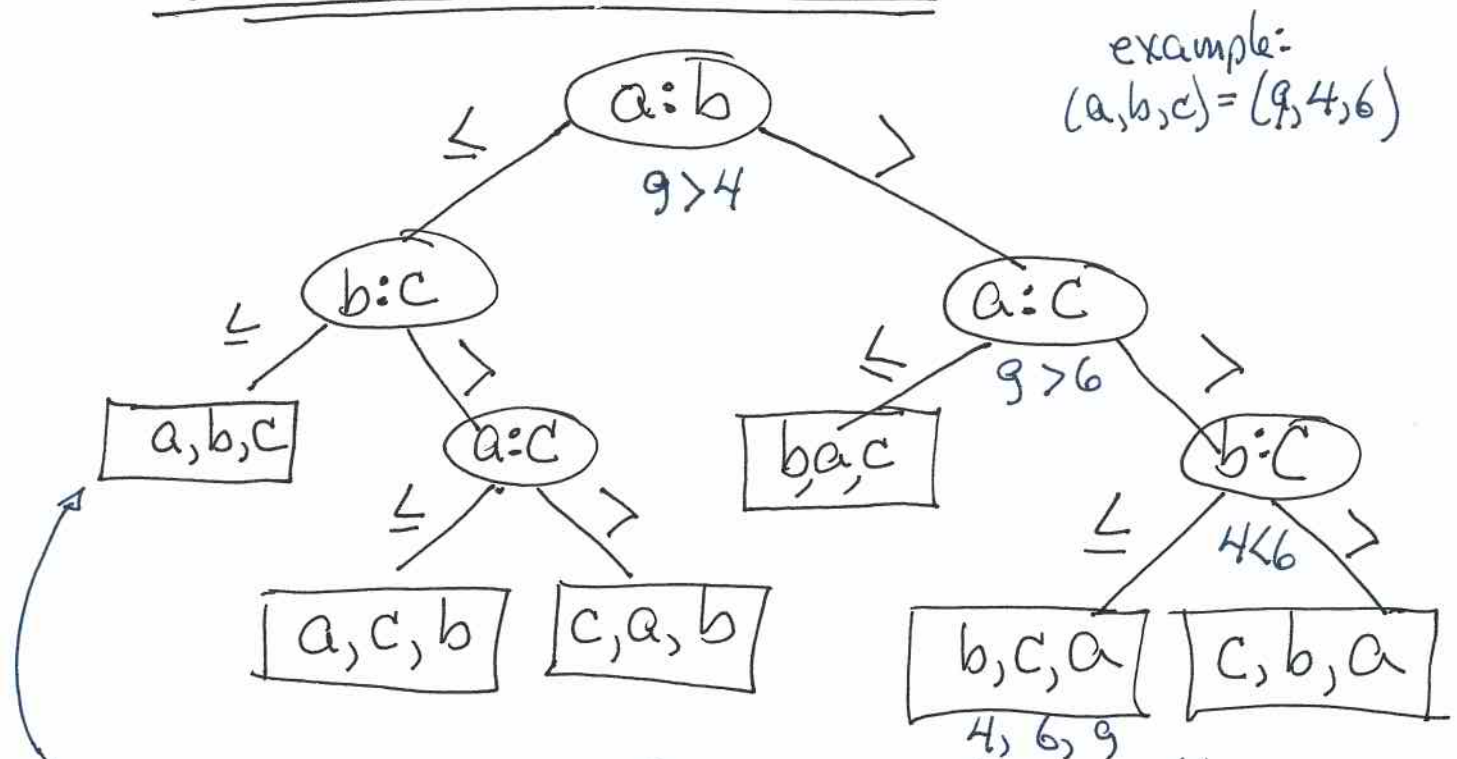 example:
a:b
(a,b,c)=(9,4,6)
≤
>
9>4
b:c
a:c
≤
>
≤
9>6
>
a,b,c
a:c
b,a,c
b:c
≤
>
≤
4<6
>
a,c,b
c,a,b
b,c,a
c,b,a
4,6,9